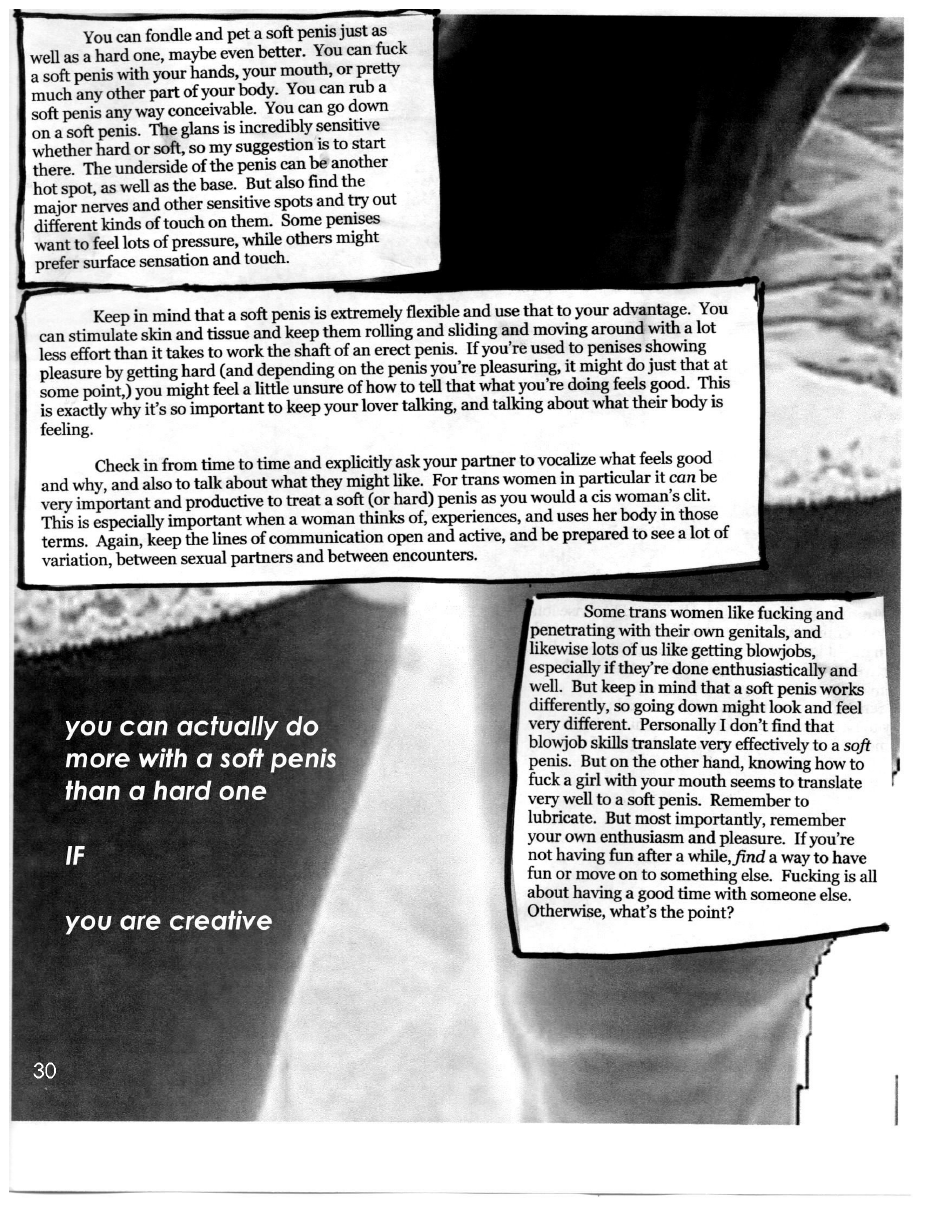 You can fondle and pet a soft penis just as
well as a hard one, maybe even better. You can fuck
a soft penis with your hands, your mouth, or pretty
much any other part of your body. You can rub a
soft penis any way conceivable. You can go down
on a soft penis. The glans is incredibly sensitive
whether hard or soft, so my suggestion is to start
there. The underside of the penis can be another
hot spot, as well as the base. But also find the
major nerves and other sensitive spots and try out
different kinds of touch on them. Some penises
want to feel lots of pressure, while others might
prefer surface sensation and touch.
Keep in mind that a soft penis is extremely flexible and use that to your advantage. You
can stimulate skin and tissue and keep them rolling and sliding and moving around with a lot
less effort than it takes to work the shaft of an erect penis. If you're used to penises showing
pleasure by getting hard (and depending on the penis you're pleasuring, it might do just that at
some point,) you might feel a little unsure of how to tell that what you're doing feels good. This
is exactly why it's so important to keep your lover talking, and talking about what their body is
feeling.
Check in from time to time and explicitly ask your partner to vocalize what feels good
and why, and also to talk about what they might like. For trans women in particular it can be
very important and productive to treat a soft (or hard) penis as you would a cis woman's clit.
This is especially important when a woman thinks of, experiences, and uses her body in those
terms. Again, keep the lines of communication open and active, and be prepared to see a lot of
variation, between sexual partners and between encounters.
Some trans women like fucking and
penetrating with their own genitals, and
likewise lots of us like getting blowjobs,
especially if they're done enthusiastically and
well. But keep in mind that a soft penis works
differently, so going down might look and feel
very different. Personally I don't find that
blowjob skills translate very effectively to a soft
penis. But on the other hand, knowing how to
fuck a girl with your mouth seems to translate
very well to a soft penis. Remember to
lubricate. But most importantly, remember
your own enthusiasm and pleasure. If you're
not having fun after a while, find a way to have
fun or move on to something else. Fucking is all
about having a good time with someone else.
Otherwise, what's the point?
you can actually do
more with a soft penis
than a hard one
IF
you are creative
30